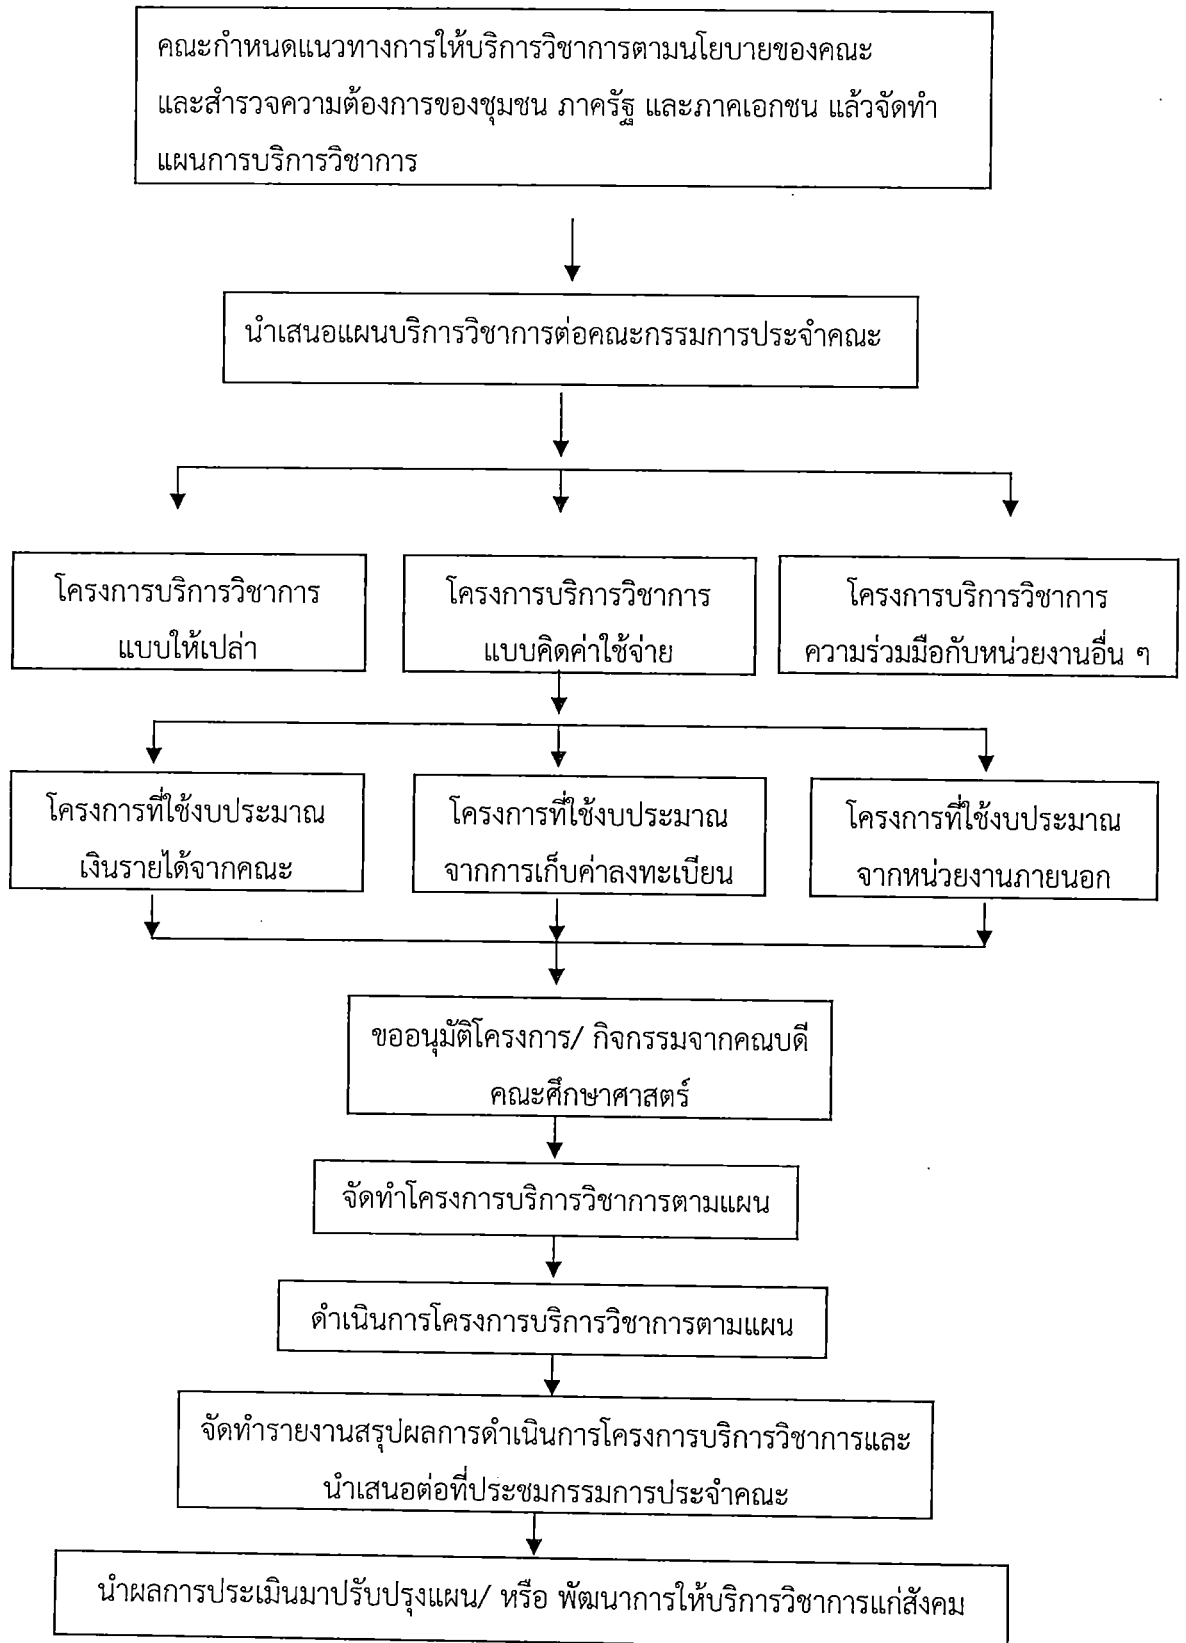 คณะกำหนดแนวทางการให้บริการวิชาการตามนโยบายของคณะ
และสำรวจความต้องการของชุมชน ภาครัฐ และภาคเอกชน แล้วจัดทำ
แผนการบริการวิชาการ
นำเสนอแผนบริการวิชาการต่อคณะกรรมการประจำคณะ
โครงการบริการวิชาการ
แบบให้เปล่า
โครงการบริการวิชาการ
แบบคิดค่าใช้จ่าย
โครงการบริการวิชาการ
ความร่วมมือกับหน่วยงานอื่น ๆ
โครงการที่ใช้งบประมาณ
เงินรายได้จากคณะ
โครงการที่ใช้งบประมาณ
จากการเก็บค่าลงทะเบียน
โครงการที่ใช้งบประมาณ
จากหน่วยงานภายนอก
ขออนุมัติโครงการ/ กิจกรรมจากคณบดี
คณะศึกษาศาสตร์
จัดทำโครงการบริการวิชาการตามแผน
ดำเนินการโครงการบริการวิชาการตามแผน
จัดทำรายงานสรุปผลการดำเนินการโครงการบริการวิชาการและ
นำเสนอต่อที่ประชมกรรมการประจำคณะ
นำผลการประเมินมาปรับปรุงแผน/ หรือ พัฒนาการให้บริการวิชาการแก่สังคม